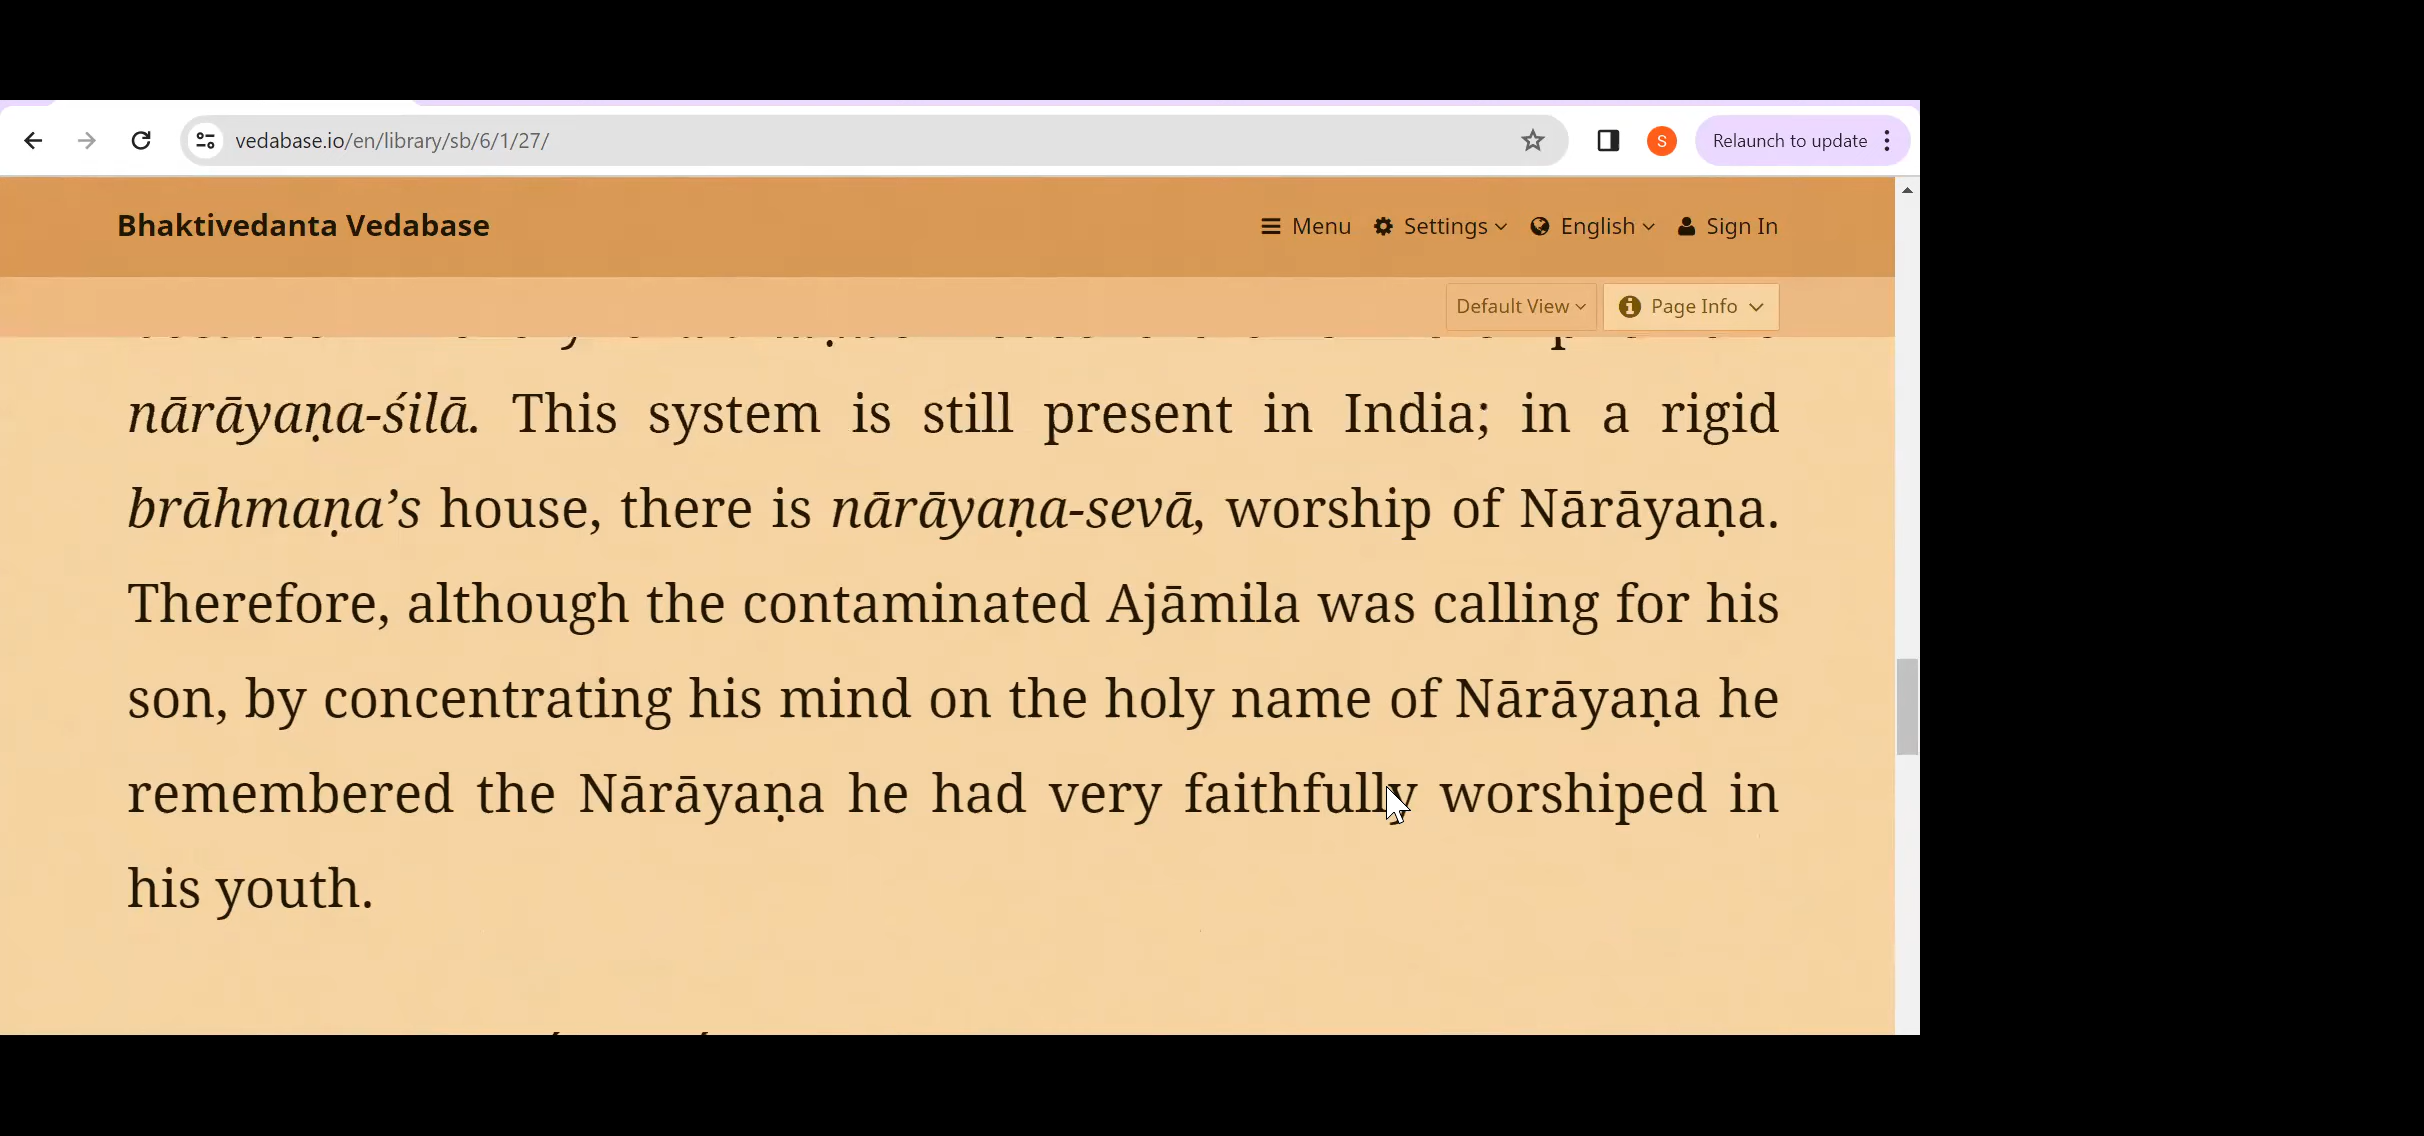 vedabase.io/en/library/sb/6/1/27/
S
Relaunch to update
Bhaktivedanta Vedabase
Menu Settings English Sign In
Default View Page Info
nārāyaṇa-śilā. This system is still present in India; in a rigid
brāhmaṇa’s house, there is nārāyaṇa-sevā, worship of Nārāyaṇa.
Therefore, although the contaminated Ajāmila was calling for his
son, by concentrating his mind on the holy name of Nārāyaṇa he
remembered the Nārāyaṇa he had very faithfully worshiped in
his youth.